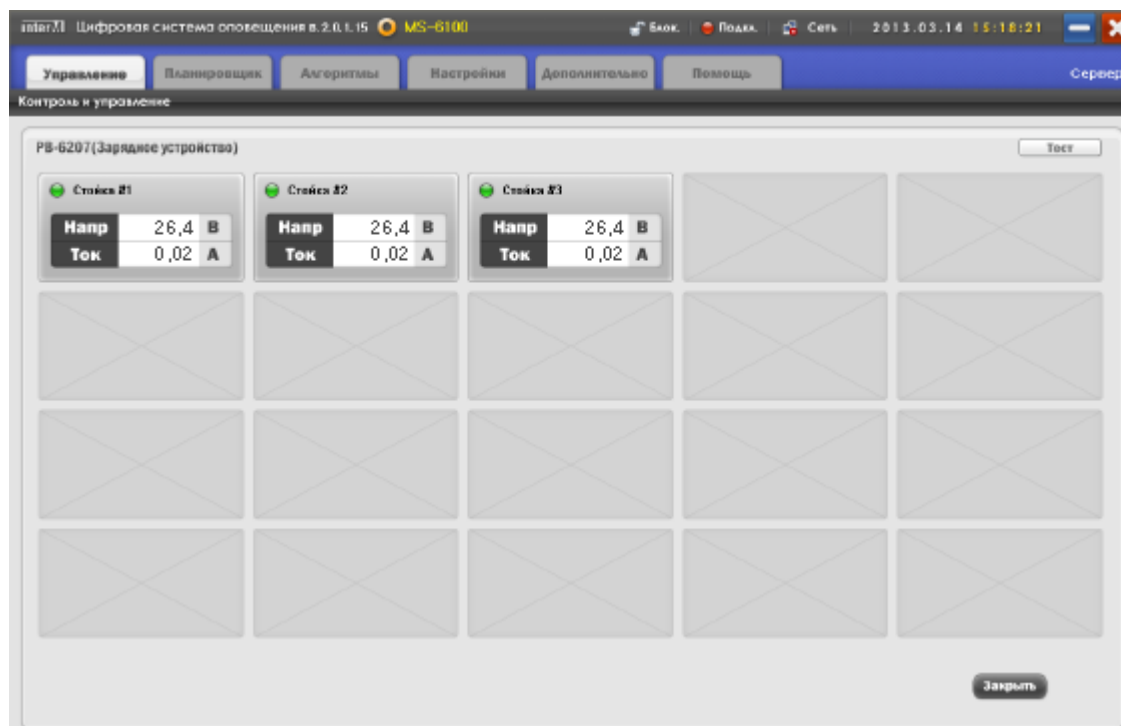 inter M Цифровая система оповещения в.2.0.1.15 MS-6100 Блок. Подкл. Сеть 2013.03.14 15:18:21
Управление Планировщик Алгоритмы Настройки Дополнительно Помощь Сервер
Контроль и управление
PB-6207(Зарядное устройство) Тест
Стойка #1 Стойка #2 Стойка #3
Напр 26,4 В Напр 26,4 В Напр 26,4 В
Ток 0,02 А Ток 0,02 А Ток 0,02 А
Закрыть